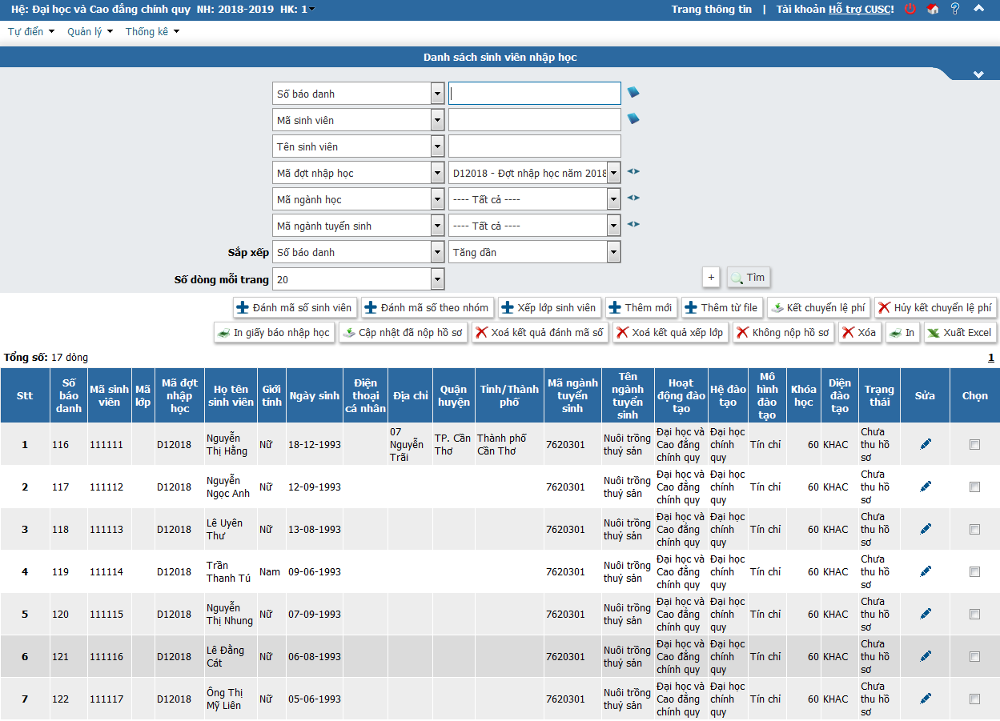 Hệ: Đại học và Cao đẳng chính quy NH: 2018-2019 HK: 1
Trang thông tin | Tài khoản Hỗ trợ CUSC!
Tự điển Quản lý Thống kê
Danh sách sinh viên nhập học
Số báo danh
Mã sinh viên
Tên sinh viên
Mã đợt nhập học D12018 - Đợt nhập học năm 2018
Mã ngành học ---- Tất cả ----
Mã ngành tuyển sinh ---- Tất cả ----
Sắp xếp Số báo danh Tăng dần
Số dòng mỗi trang 20 + Tìm
Đánh mã số sinh viên Đánh mã số theo nhóm Xếp lớp sinh viên Thêm mới Thêm từ file Kết chuyển lệ phí Hủy kết chuyển lệ phí
In giấy báo nhập học Cập nhật đã nộp hồ sơ Xoá kết quả đánh mã số Xoá kết quả xếp lớp Không nộp hồ sơ Xóa In Xuất Excel
Tổng số: 17 dòng 1
Stt Số báo danh Mã sinh viên Mã lớp Mã đợt nhập học Họ tên sinh viên Giới tính Ngày sinh Điện thoại cá nhân Địa chỉ Quận huyện Tỉnh/Thành phố Mã ngành tuyển sinh Tên ngành tuyển sinh Hoạt động đào tạo Hệ đào tạo Mô hình đào tạo Khóa học Diện đào tạo Trạng thái Sửa Chọn
1 116 111111 D12018 Nguyễn Thị Hằng Nữ 18-12-1993 07 Nguyễn Trãi TP. Cần Thơ Thành phố Cần Thơ 7620301 Nuôi trồng thuỷ sản Đại học và Cao đẳng chính quy Đại học chính quy Tín chỉ 60 KHAC Chưa thu hồ sơ
2 117 111112 D12018 Nguyễn Ngọc Anh Nữ 12-09-1993 7620301 Nuôi trồng thuỷ sản Đại học và Cao đẳng chính quy Đại học chính quy Tín chỉ 60 KHAC Chưa thu hồ sơ
3 118 111113 D12018 Lê Uyên Thư Nữ 13-08-1993 7620301 Nuôi trồng thuỷ sản Đại học và Cao đẳng chính quy Đại học chính quy Tín chỉ 60 KHAC Chưa thu hồ sơ
4 119 111114 D12018 Trần Thanh Tú Nam 09-06-1993 7620301 Nuôi trồng thuỷ sản Đại học và Cao đẳng chính quy Đại học chính quy Tín chỉ 60 KHAC Chưa thu hồ sơ
5 120 111115 D12018 Nguyễn Thị Nhung Nữ 07-09-1993 7620301 Nuôi trồng thuỷ sản Đại học và Cao đẳng chính quy Đại học chính quy Tín chỉ 60 KHAC Chưa thu hồ sơ
6 121 111116 D12018 Lê Đằng Cát Nữ 06-08-1993 7620301 Nuôi trồng thuỷ sản Đại học và Cao đẳng chính quy Đại học chính quy Tín chỉ 60 KHAC Chưa thu hồ sơ
7 122 111117 D12018 Ông Thị Mỹ Liên Nữ 05-06-1993 7620301 Nuôi trồng thuỷ sản Đại học và Cao đẳng chính quy Đại học chính quy Tín chỉ 60 KHAC Chưa thu hồ sơ